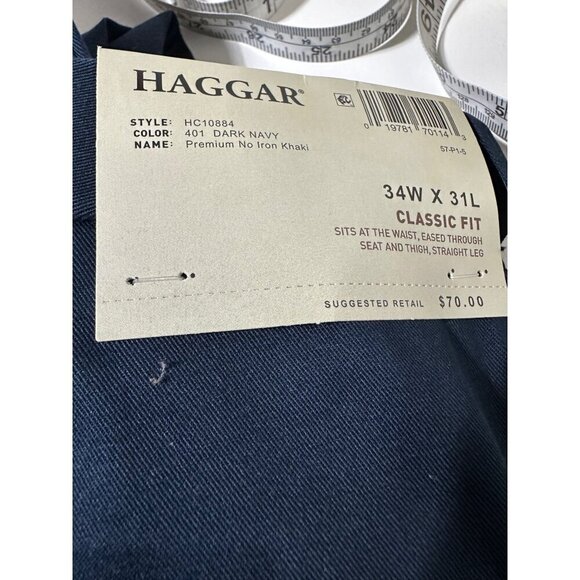 HAGGAR®
STYLE: HC10884
COLOR: 401 DARK NAVY
NAME: Premium No Iron Khaki
0 19781 70114 3
57-P1-5
34W X 31L
CLASSIC FIT
SITS AT THE WAIST, EASED THROUGH
SEAT AND THIGH, STRAIGHT LEG
SUGGESTED RETAIL $70.00
25